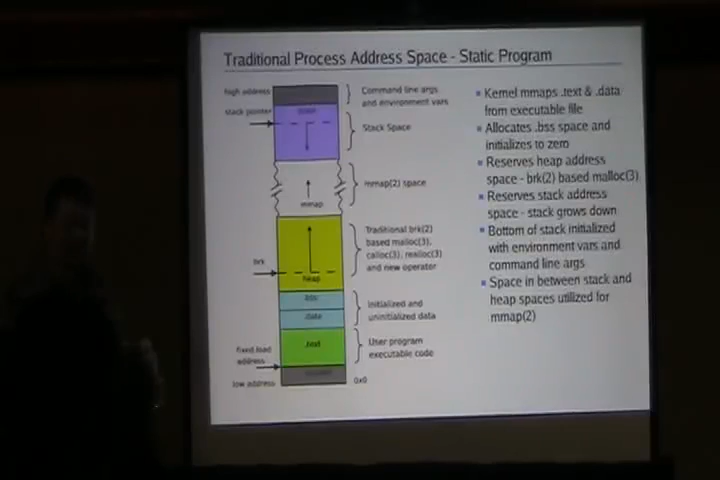 Traditional Process Address Space - Static Program
high address
Command line args
and environment vars
stack pointer
Stack Space
mmap(2) space
mmap
Traditional brk(2)
based malloc(3),
calloc(3), realloc(3)
and new operator
brk
heap
.bss
.data
Initialized and
uninitialized data
.text
User program
executable code
fixed load
address
low address
0x0
Kernel mmaps .text & .data
from executable file
Allocates .bss space and
initializes to zero
Reserves heap address
space - brk(2) based malloc(3)
Reserves stack address
space - stack grows down
Bottom of stack initialized
with environment vars and
command line args
Space in between stack and
heap spaces utilized for
mmap(2)